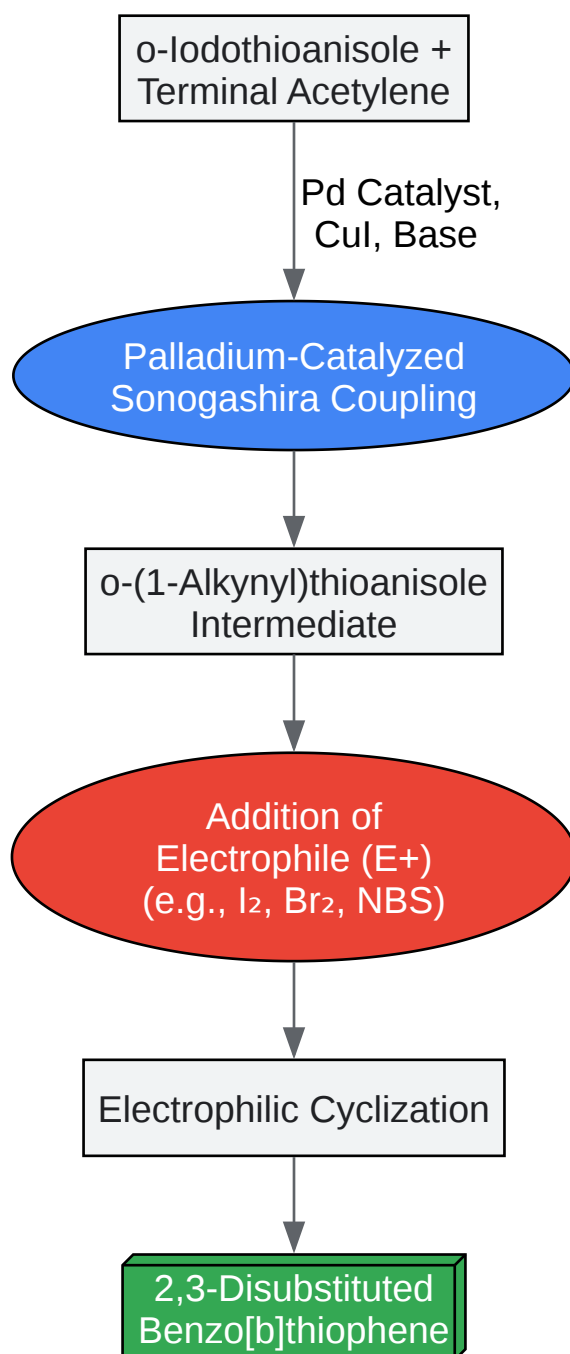 o-Iodothioanisole +
Terminal Acetylene
Pd Catalyst,
CuI, Base
Palladium-Catalyzed
Sonogashira Coupling
o-(1-Alkynyl)thioanisole
Intermediate
Addition of
Electrophile (E+)
(e.g., I₂, Br₂, NBS)
Electrophilic Cyclization
2,3-Disubstituted
Benzo[b]thiophene